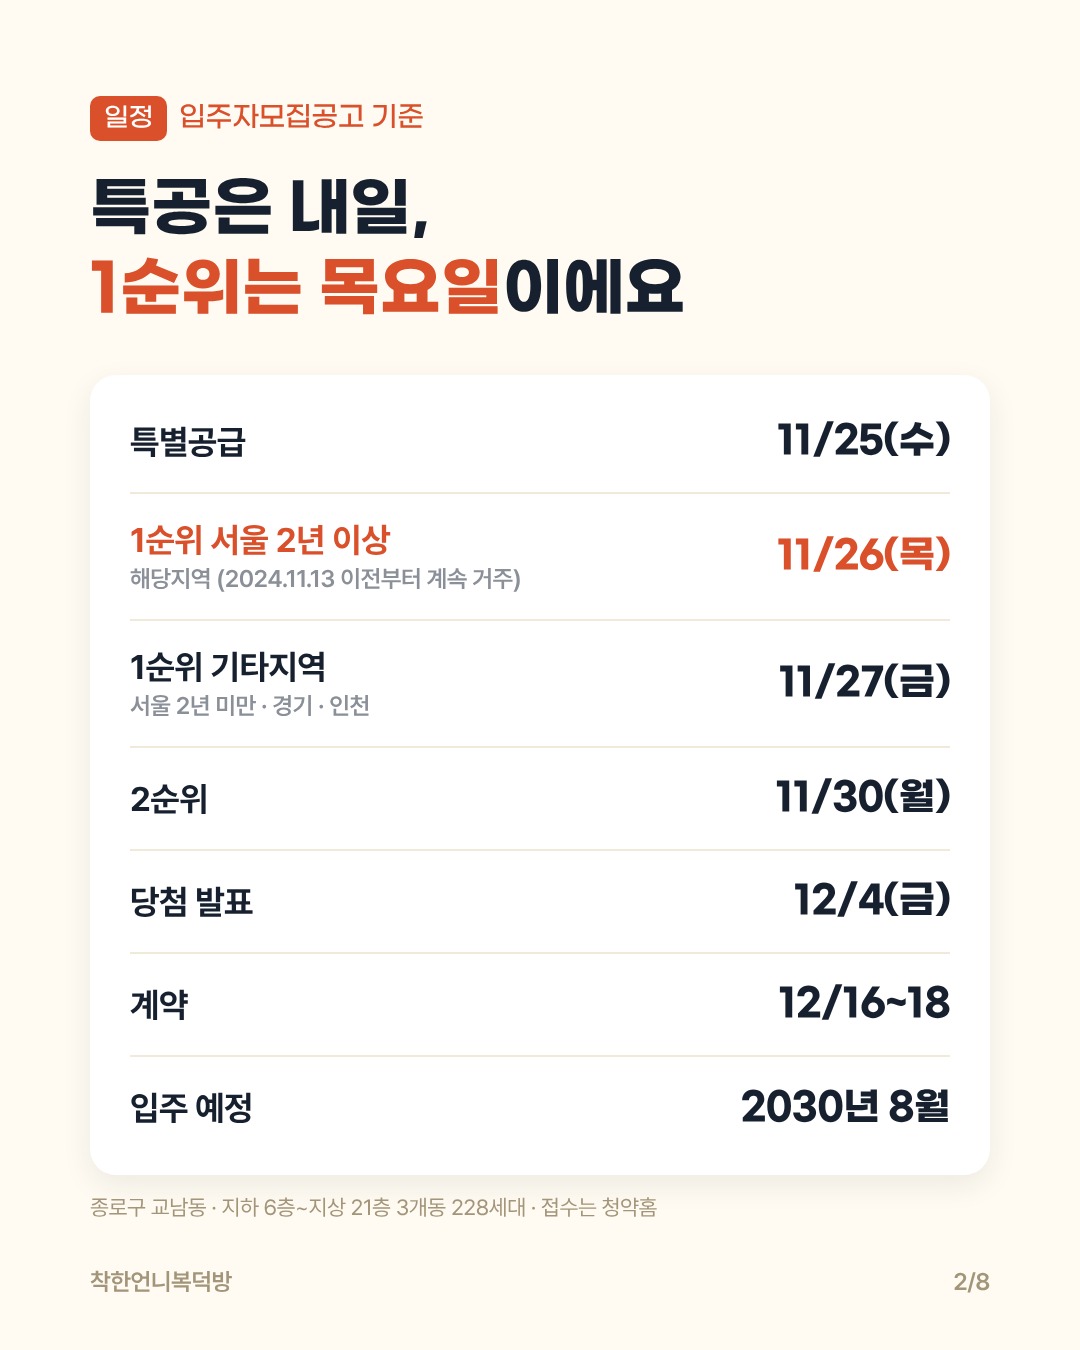 일정 입주자모집공고 기준
특공은 내일,
1순위는 목요일이에요
특별공급 11/25(수)
1순위 서울 2년 이상 11/26(목)
해당지역 (2024.11.13 이전부터 계속 거주)
1순위 기타지역 11/27(금)
서울 2년 미만 · 경기 · 인천
2순위 11/30(월)
당첨 발표 12/4(금)
계약 12/16~18
입주 예정 2030년 8월
종로구 교남동 · 지하 6층~지상 21층 3개동 228세대 · 접수는 청약홈
착한언니복덕방 2/8